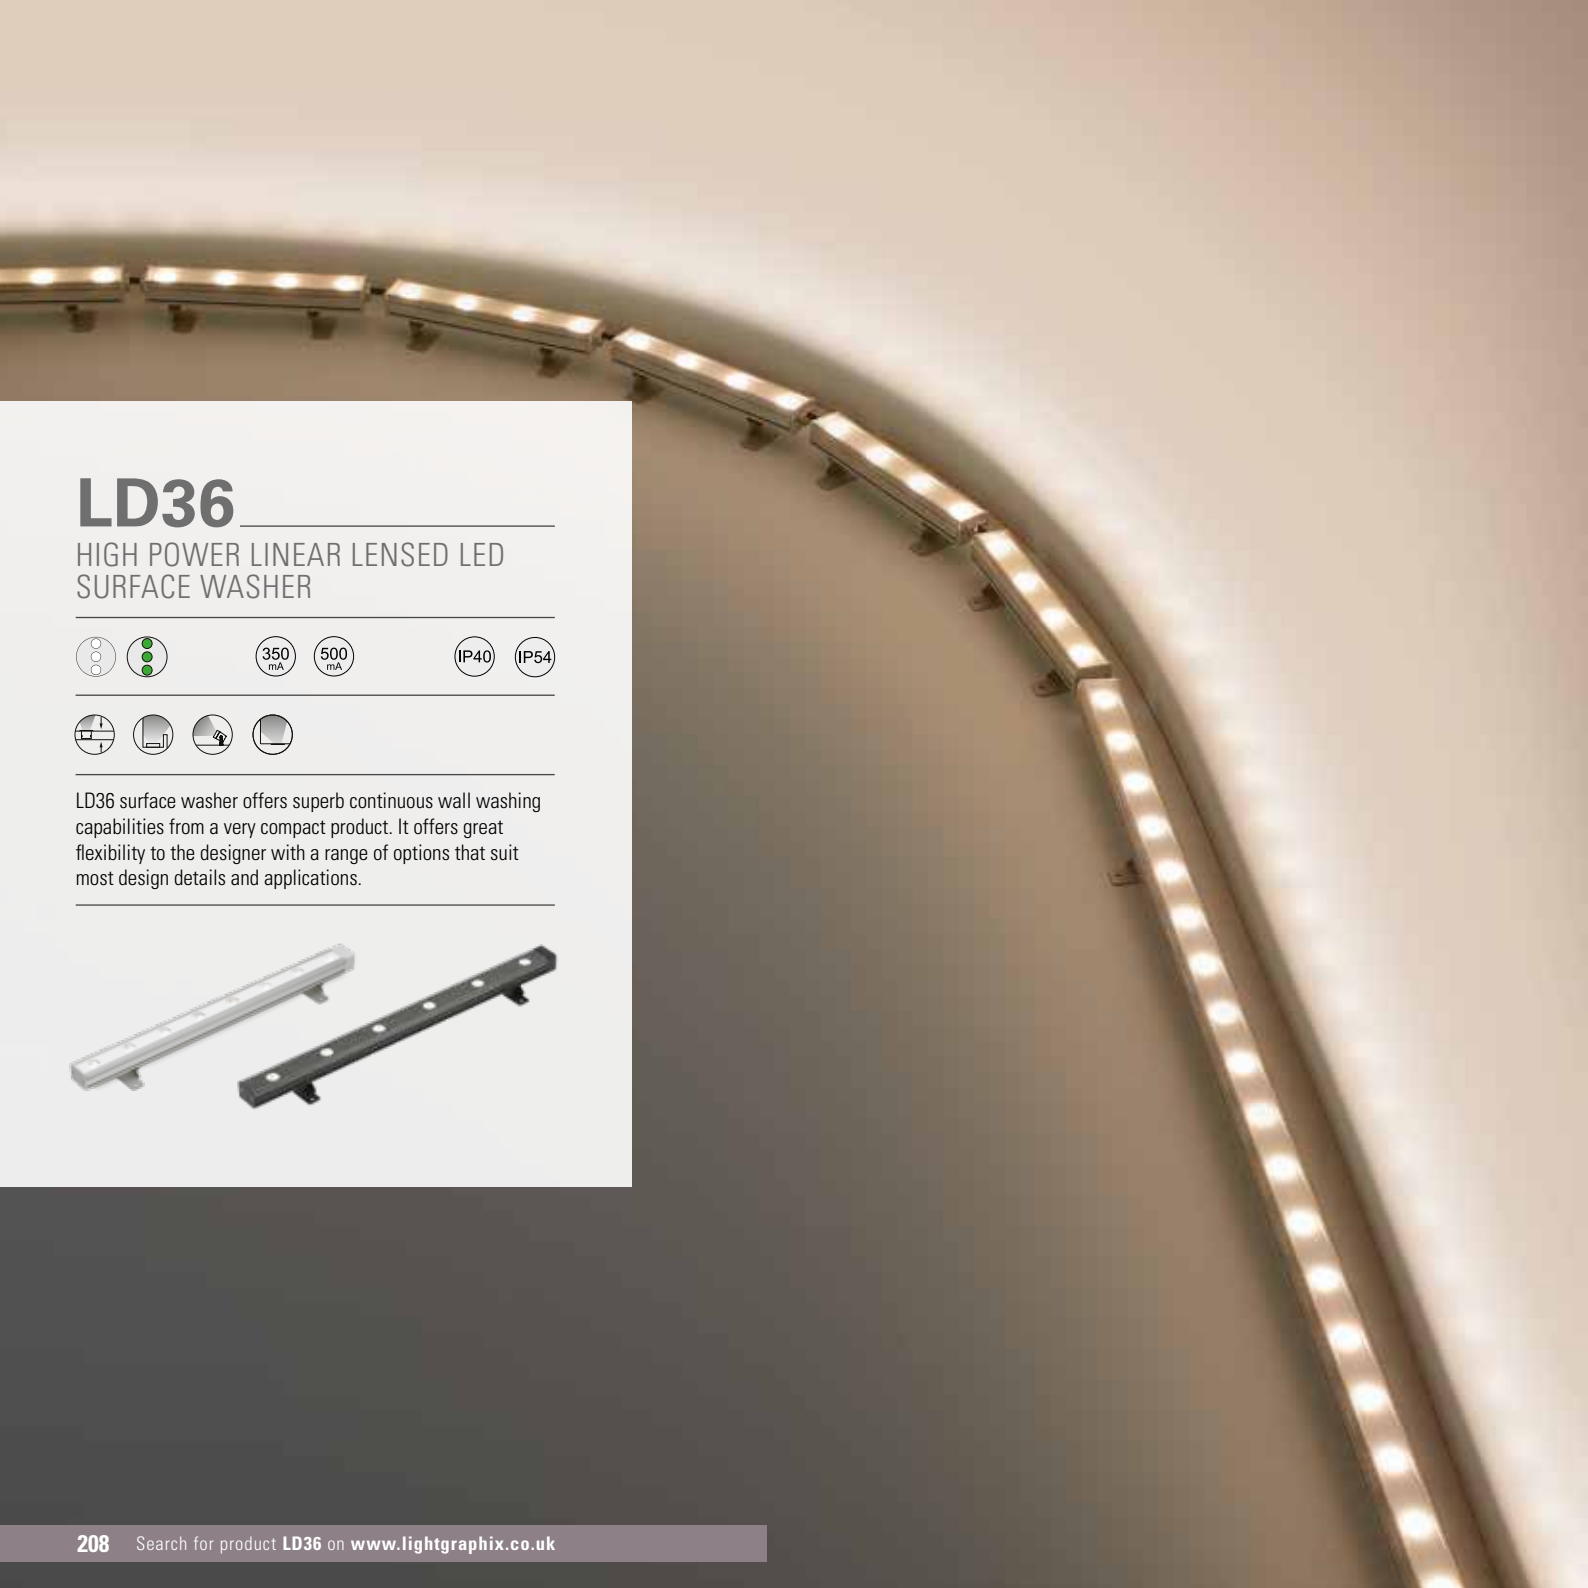 LD36
HIGH POWER LINEAR LENSED LED
SURFACE WASHER
350 mA
500 mA
IP40
IP54
LD36 surface washer offers superb continuous wall washing
capabilities from a very compact product. It offers great
flexibility to the designer with a range of options that suit
most design details and applications.
208 Search for product LD36 on www.lightgraphix.co.uk